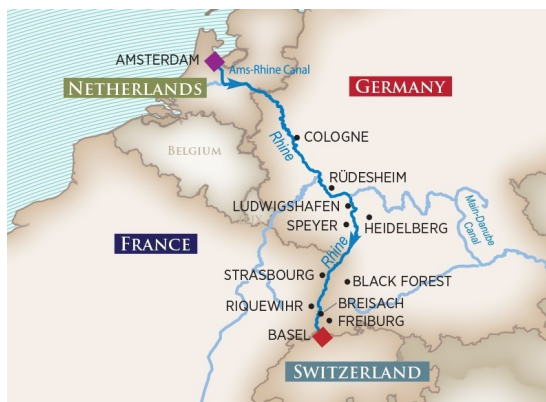 AMSTERDAM
Ams-Rhine Canal
NETHERLANDS
GERMANY
COLOGNE
Rhine
BELGIUM
RÜDESHEIM
LUDWIGSHAFEN
SPEYER
HEIDELBERG
Main-Danube
Canal
FRANCE
Rhine
STRASBOURG
BLACK FOREST
RIQUEWIHR
BREISACH
FREIBURG
BASEL
SWITZERLAND